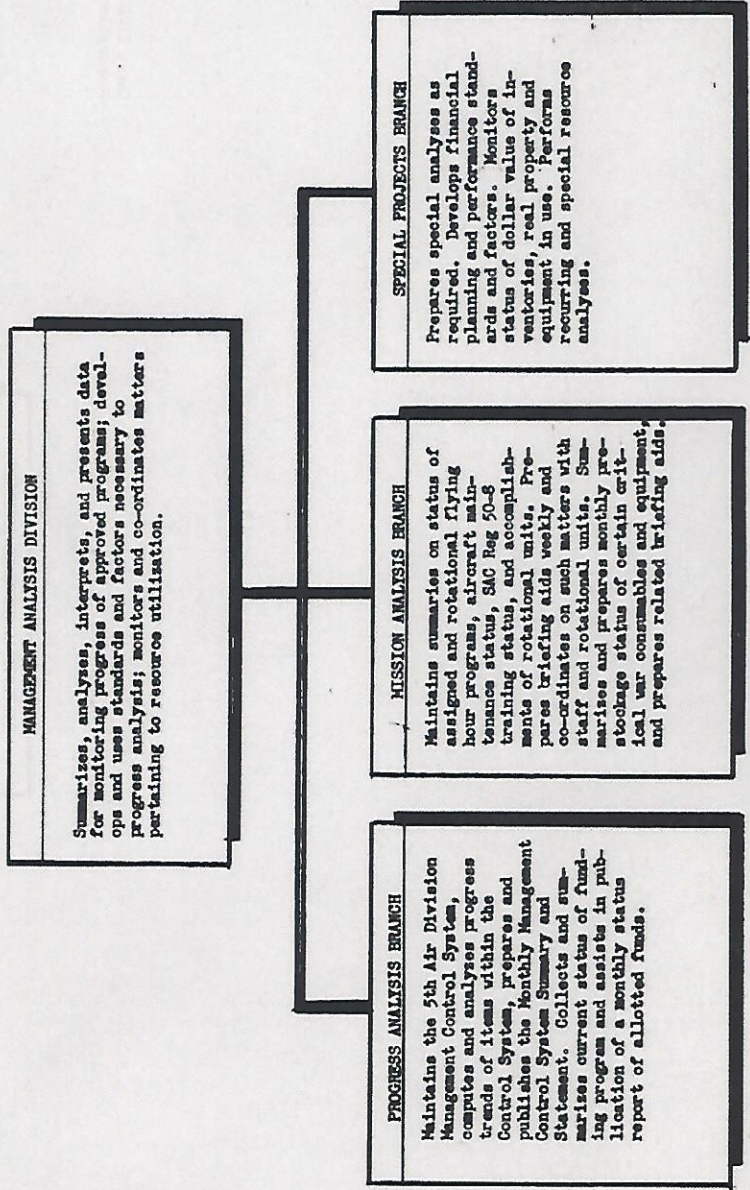 MANAGEMENT ANALYSIS DIVISION
Summarizes, analyses, interprets, and presents data
for monitoring progress of approved programs; devel-
ops and uses standards and factors necessary to
progress analysis; monitors and co-ordinates matters
pertaining to resource utilisation.
PROGRESS ANALYSIS BRANCH
Maintains the 5th Air Division
Management Control System,
computes and analyzes progress
trends of items within the
Control System, prepares and
publishes the Monthly Management
Control System Summary and
Statement. Collects and sum-
marizes current status of fund-
ing program and assists in pub-
lication of a monthly status
report of allotted funds.
MISSION ANALYSIS BRANCH
Maintains summaries on status of
assigned and rotational flying
hour programs, aircraft main-
tenance status, SAC Reg 50-8
training status, and accomplish-
ments of rotational units. Pre-
pares briefing aids weekly and
co-ordinates on such matters with
staff and rotational units. Sum-
marizes and prepares monthly pre-
stockage status of certain crit-
ical war consumables and equipment,
and prepares related briefing aids.
SPECIAL PROJECTS BRANCH
Prepares special analyses as
required. Develops financial
planning and performance stand-
ards and factors. Monitors
status of dollar value of in-
ventories, real property and
equipment in use. Performs
recurring and special resource
analyses.